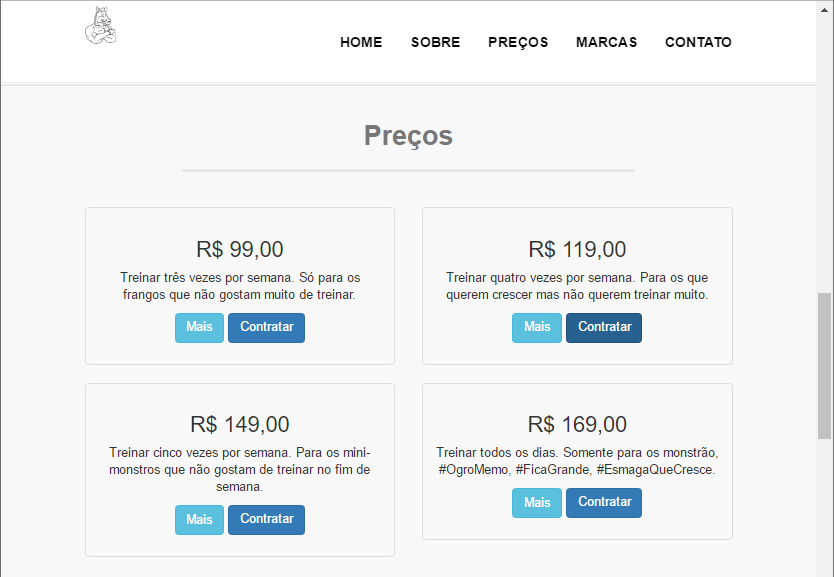 HOME SOBRE PREÇOS MARCAS CONTATO
Preços
R$ 99,00
Treinar três vezes por semana. Só para os
frangos que não gostam muito de treinar.
Mais Contratar
R$ 119,00
Treinar quatro vezes por semana. Para os que
querem crescer mas não querem treinar muito.
Mais Contratar
R$ 149,00
Treinar cinco vezes por semana. Para os mini-
monstros que não gostam de treinar no fim de
semana.
Mais Contratar
R$ 169,00
Treinar todos os dias. Somente para os monstrão,
#OgroMemo, #FicaGrande, #EsmagaQueCresce.
Mais Contratar